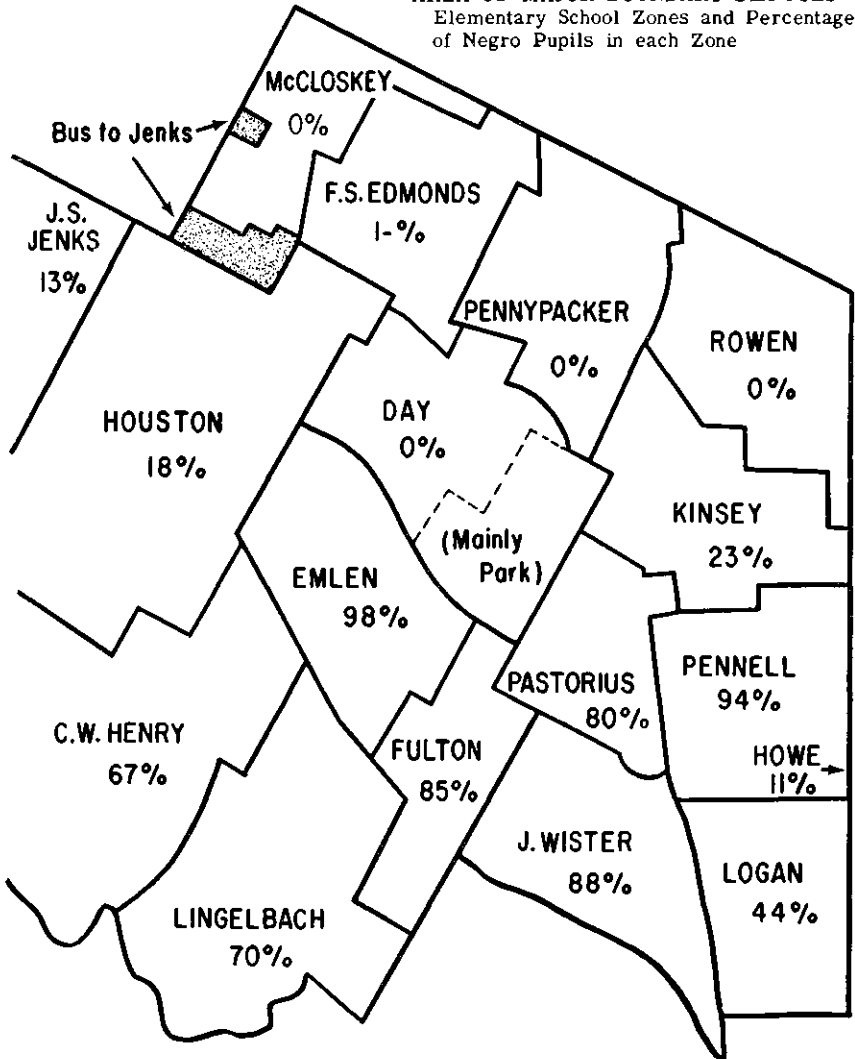 Elementary School Zones and Percentage
of Negro Pupils in each Zone
McCLOSKEY
0%
Bus to Jenks
F.S. EDMONDS
1-%
J.S.
JENKS
13%
PENNYPACKER
0%
ROWEN
0%
HOUSTON
18%
DAY
0%
(Mainly
Park)
KINSEY
23%
EMLEN
98%
PASTORIUS
80%
PENNELL
94%
C.W. HENRY
67%
FULTON
85%
HOWE
11%
J. WISTER
88%
LOGAN
44%
LINGELBACH
70%